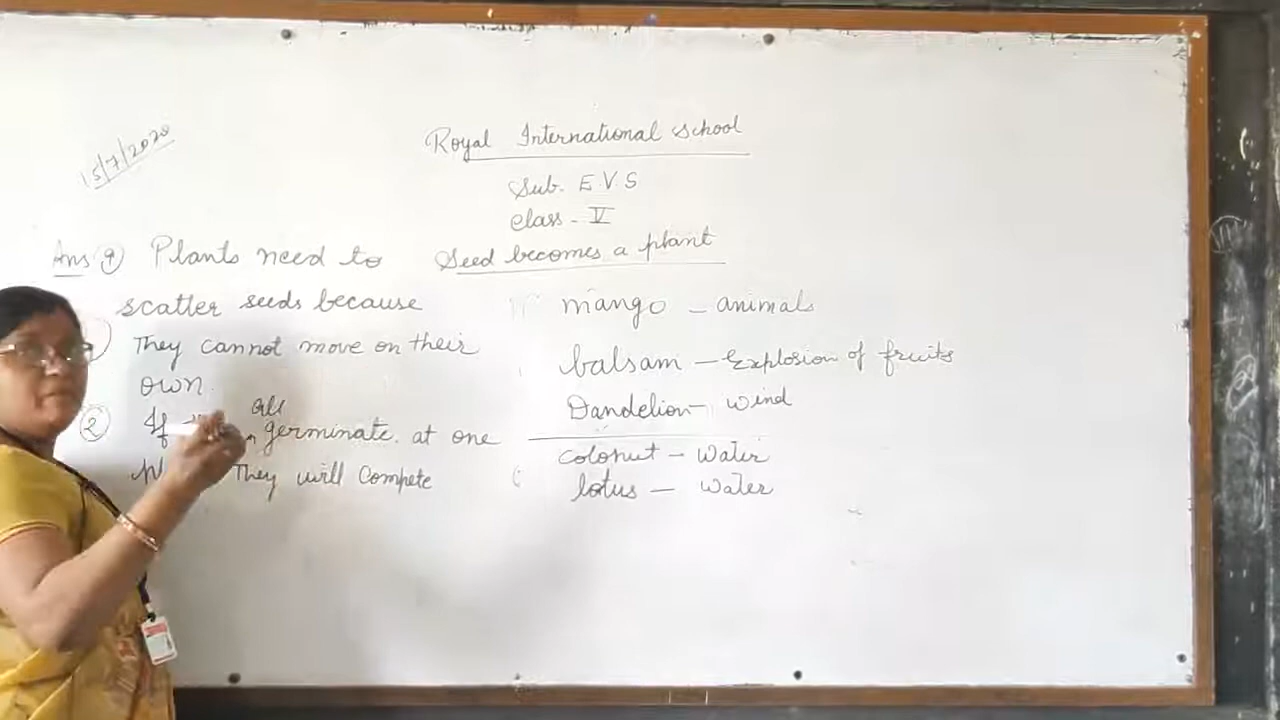 15/7/2020
Royal International School
Sub. E.V.S
Class - V
Seed becomes a plant
Ans 9 Plants need to
scatter seeds because
They cannot move on their
own.
2 If all germinate. at one
They will compete
mango - animals
balsam - Explosion of fruits
Dandelion - wind
colonut - Water
lotus - Water